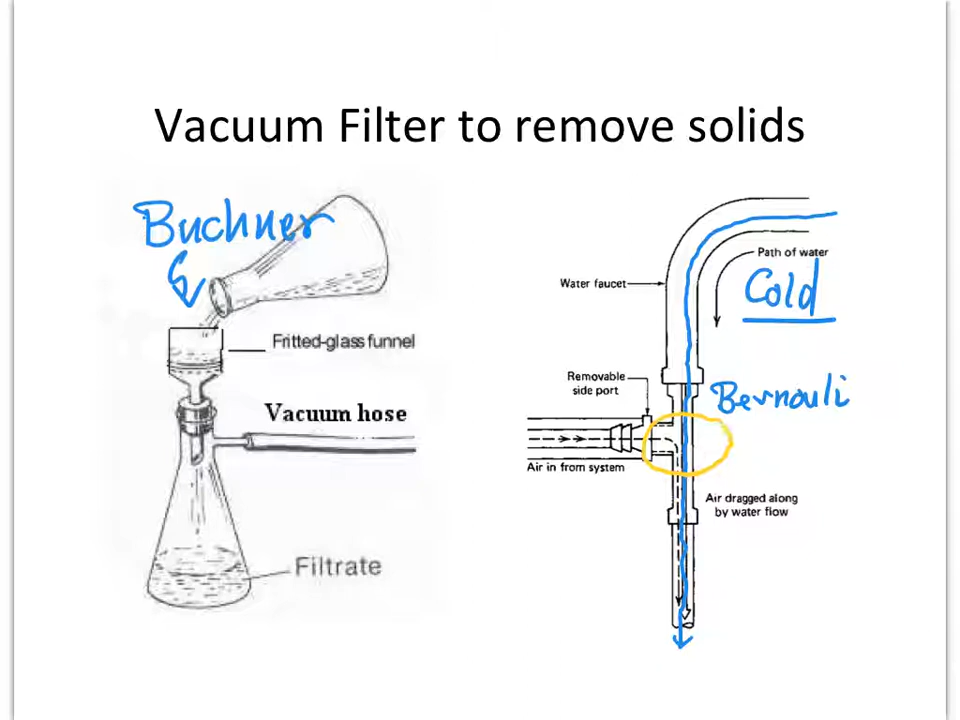 Vacuum Filter to remove solids
Buchner
Fritted-glass funnel
Vacuum hose
Filtrate
Path of water
Water faucet
Cold
Removable
side port
Bernouli
Air in from system
Air dragged along
by water flow